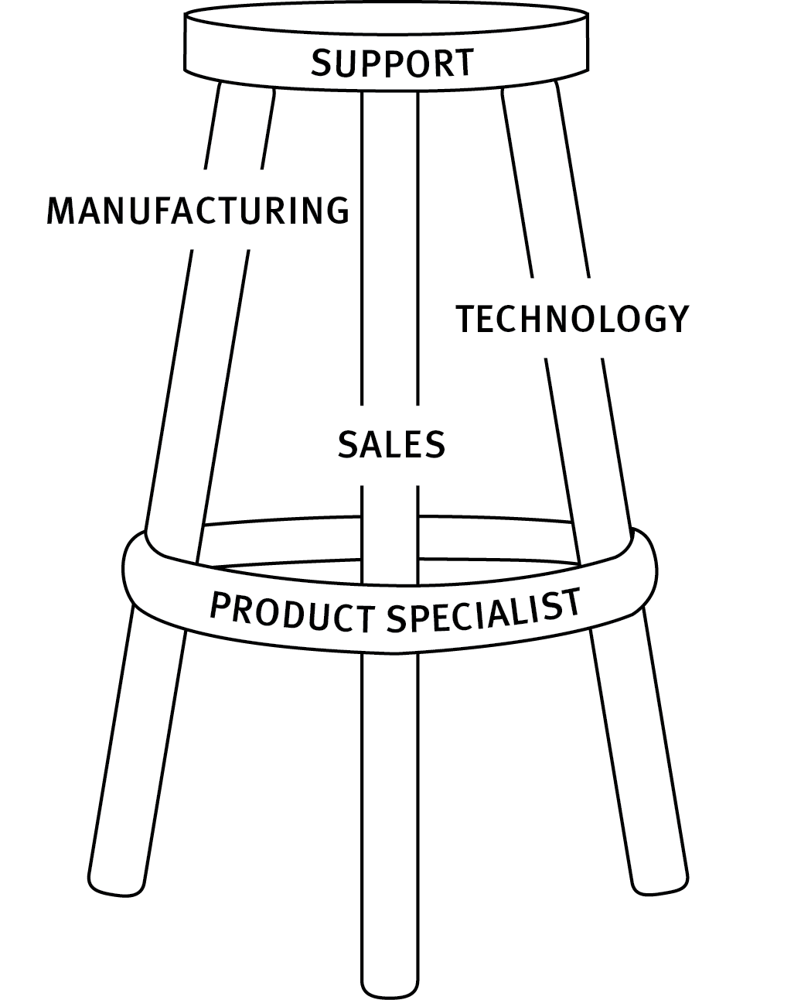 SUPPORT
MANUFACTURING
TECHNOLOGY
SALES
PRODUCT SPECIALIST